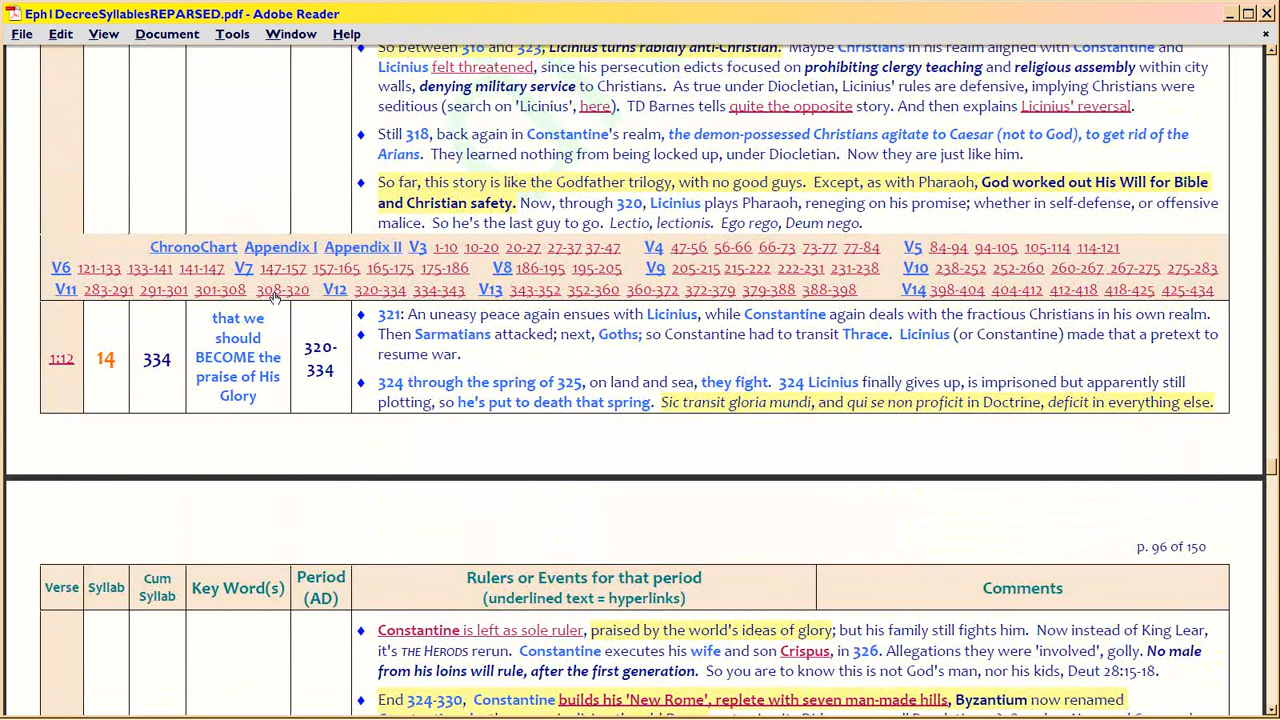 Eph1DecreeSyllablesREPARSED.pdf - Adobe Reader
File Edit View Document Tools Window Help
So between 318 and 323, Licinius turns rabidly anti-Christian. Maybe Christians in his realm aligned with Constantine and
Licinius felt threatened, since his persecution edicts focused on prohibiting clergy teaching and religious assembly within city
walls, denying military service to Christians. As true under Diocletian, Licinius' rules are defensive, implying Christians were
seditious (search on 'Licinius', here). TD Barnes tells quite the opposite story. And then explains Licinius' reversal.
♦ Still 318, back again in Constantine's realm, the demon-possessed Christians agitate to Caesar (not to God), to get rid of the
Arians. They learned nothing from being locked up, under Diocletian. Now they are just like him.
♦ So far, this story is like the Godfather trilogy, with no good guys. Except, as with Pharaoh, God worked out His Will for Bible
and Christian safety. Now, through 320, Licinius plays Pharaoh, reneging on his promise; whether in self-defense, or offensive
malice. So he's the last guy to go. Lectio, lectionis. Ego rego, Deum nego.
ChronoChart Appendix I Appendix II V3 1-10 10-20 20-27 27-37 37-47 V4 47-56 56-66 66-73 73-77 77-84 V5 84-94 94-105 105-114 114-121
V6 121-133 133-141 141-147 V7 147-157 157-165 165-175 175-186 V8 186-195 195-205 V9 205-215 215-222 222-231 231-238 V10 238-252 252-260 260-267 267-275 275-283
V11 283-291 291-301 301-308 308-320 V12 320-334 334-343 V13 343-352 352-360 360-372 372-379 379-388 388-398 V14 398-404 404-412 412-418 418-425 425-434
1:12 14 334
that we
should
BECOME the
praise of His
Glory
320-
334
♦ 321: An uneasy peace again ensues with Licinius, while Constantine again deals with the fractious Christians in his own realm.
♦ Then Sarmatians attacked; next, Goths; so Constantine had to transit Thrace. Licinius (or Constantine) made that a pretext to
resume war.
♦ 324 through the spring of 325, on land and sea, they fight. 324 Licinius finally gives up, is imprisoned but apparently still
plotting, so he's put to death that spring. Sic transit gloria mundi, and qui se non proficit in Doctrine, deficit in everything else.
p. 96 of 150
Verse Syllab Cum
Syllab Key Word(s) Period
(AD) Rulers or Events for that period
(underlined text = hyperlinks) Comments
♦ Constantine is left as sole ruler, praised by the world's ideas of glory; but his family still fights him. Now instead of King Lear,
it's THE HERODS rerun. Constantine executes his wife and son Crispus, in 326. Allegations they were 'involved', golly. No male
from his loins will rule, after the first generation. So you are to know this is not God's man, nor his kids, Deut 28:15-18.
♦ End 324-330, Constantine builds his 'New Rome', replete with seven man-made hills, Byzantium now renamed